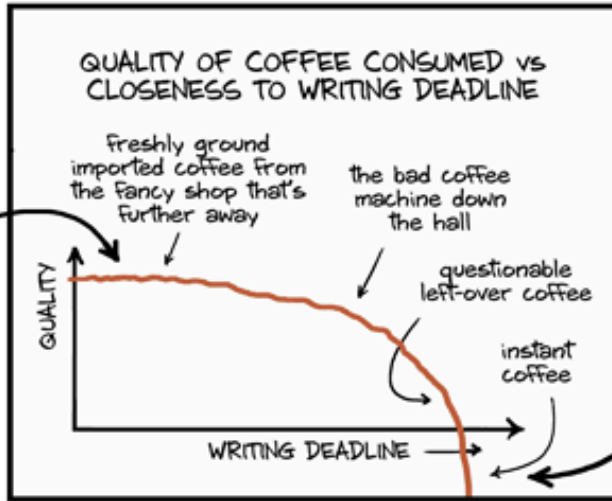 QUALITY OF COFFEE CONSUMED vs
CLOSENESS TO WRITING DEADLINE
freshly ground
imported coffee from
the fancy shop that's
further away
the bad coffee
machine down
the hall
questionable
left-over coffee
instant
coffee
QUALITY
WRITING DEADLINE